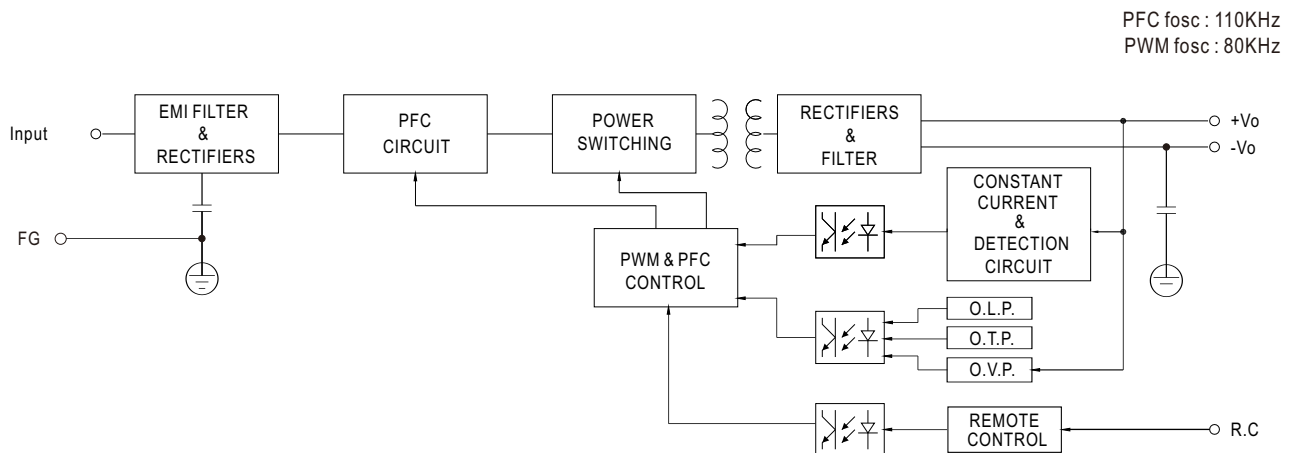 PFC fosc : 110KHz
PWM fosc : 80KHz
EMI FILTER
&
RECTIFIERS
PFC
CIRCUIT
POWER
SWITCHING
RECTIFIERS
&
FILTER
Input
+Vo
-Vo
CONSTANT
CURRENT
&
DETECTION
CIRCUIT
FG
PWM & PFC
CONTROL
O.L.P.
O.T.P.
O.V.P.
REMOTE
CONTROL
R.C